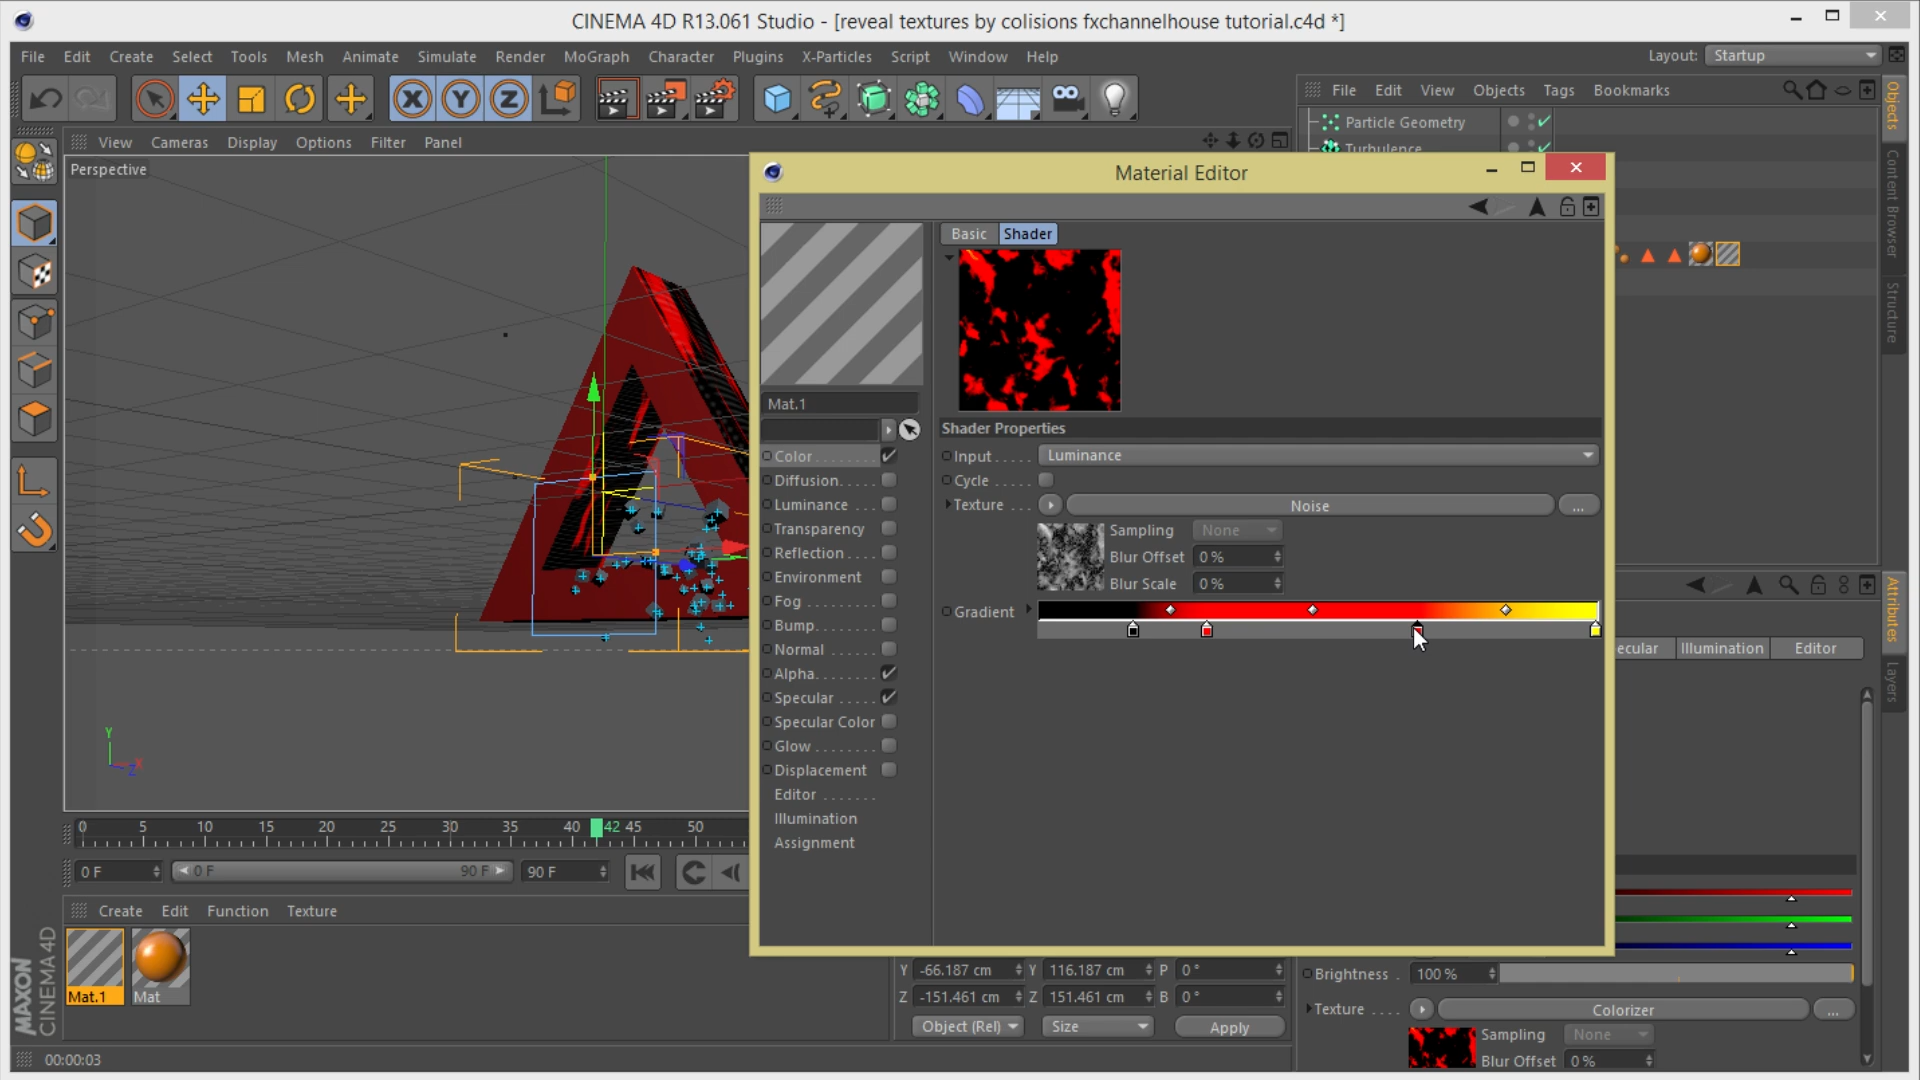 CINEMA 4D R13.061 Studio - [reveal textures by colisions fxchannelhouse tutorial.c4d *]
File Edit Create Select Tools Mesh Animate Simulate Render MoGraph Character Plugins X-Particles Script Window Help
Layout: Startup
File Edit View Objects Tags Bookmarks
Particle Geometry
Turbulence
Objects
Content Browser
Structure
View Cameras Display Options Filter Panel
Perspective
Material Editor
Basic Shader
Mat.1
Shader Properties
Color
Diffusion
Luminance
Transparency
Reflection
Environment
Fog
Bump
Normal
Alpha
Specular
Specular Color
Glow
Displacement
Editor
Illumination
Assignment
Input Luminance
Cycle
Texture Noise ...
Sampling None
Blur Offset 0 %
Blur Scale 0 %
Gradient
Attributes
Layers
ecular Illumination Editor
Y
Z X
0 5 10 15 20 25 30 35 40 42 45 50
0 F 0 F 90 F 90 F
Create Edit Function Texture
Mat.1 Mat
MAXON
CINEMA 4D
Y -66.187 cm Y 116.187 cm P 0 °
Z -151.461 cm Z 151.461 cm B 0 °
Object (Rel) Size Apply
Brightness 100 %
Texture Colorizer ...
Sampling None
Blur Offset 0 %
00:00:03